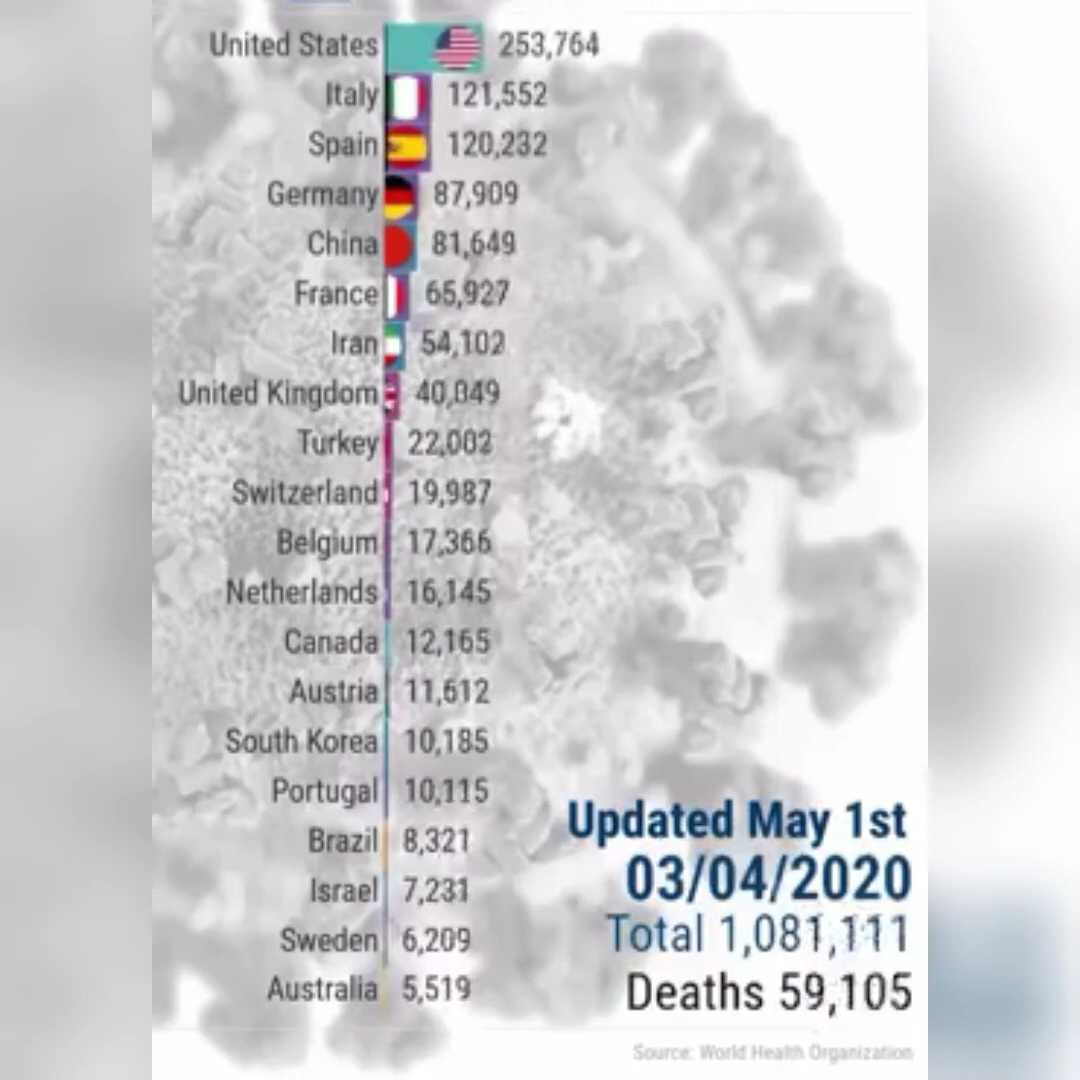 United States 253,764
Italy 121,552
Spain 120,232
Germany 87,909
China 81,649
France 65,927
Iran 54,102
United Kingdom 40,849
Turkey 22,002
Switzerland 19,987
Belgium 17,366
Netherlands 16,145
Canada 12,165
Austria 11,612
South Korea 10,185
Portugal 10,115
Brazil 8,321
Israel 7,231
Sweden 6,209
Australia 5,519
Updated May 1st
03/04/2020
Total 1,081,111
Deaths 59,105
Source: World Health Organization